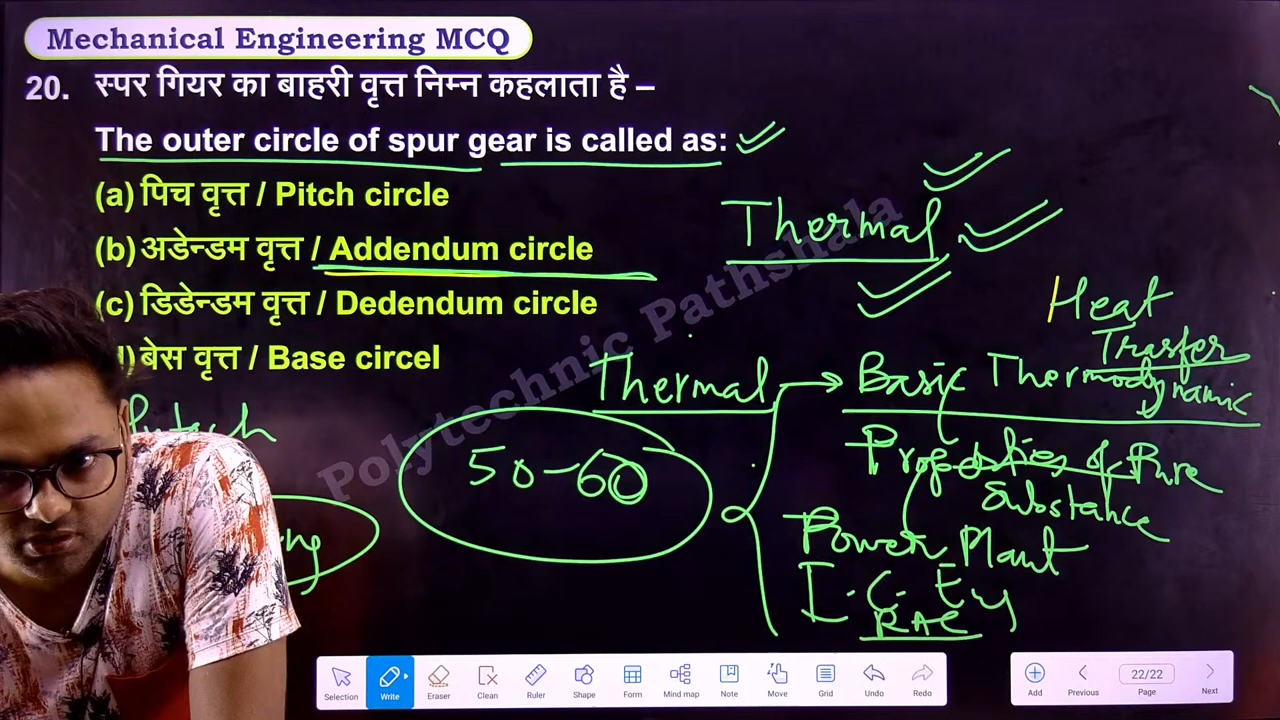 Mechanical Engineering MCQ
20. स्पर गियर का बाहरी वृत्त निम्न कहलाता है –
The outer circle of spur gear is called as:
(a) पिच वृत्त / Pitch circle
(b) अडेन्डम वृत्त / Addendum circle
(c) डिडेन्डम वृत्त / Dedendum circle
) बेस वृत्त / Base circel
Thermal
Heat
Trasfer
Thermal
Basic Thermodynamic
Properties of Pure
Substance
50-60
Power Plant
I.C. Eng
RAC
Polytechnic Pathshala
Selection
Write
Eraser
Clean
Ruler
Shape
Form
Mind map
Note
Move
Grid
Undo
Redo
Add
Previous
22/22
Page
Next